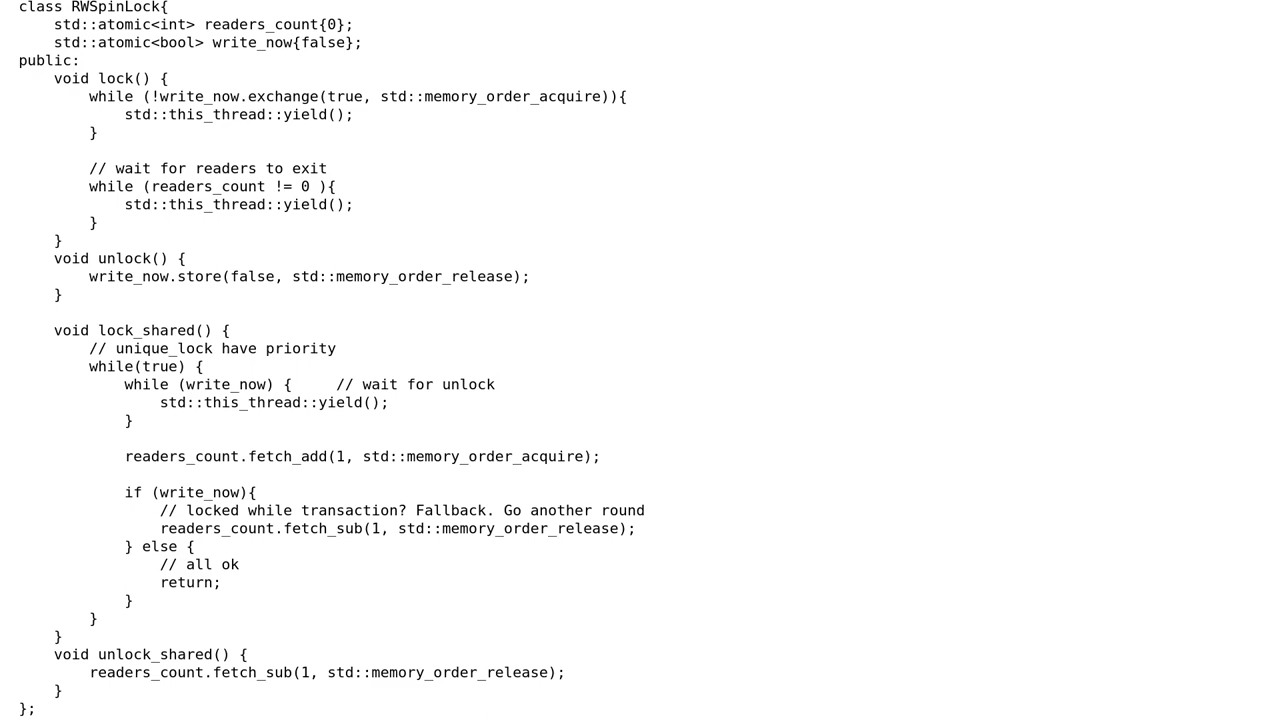 class RWSpinLock{
    std::atomic<int> readers_count{0};
    std::atomic<bool> write_now{false};
public:
    void lock() {
        while (!write_now.exchange(true, std::memory_order_acquire)){
            std::this_thread::yield();
        }

        // wait for readers to exit
        while (readers_count != 0 ){
            std::this_thread::yield();
        }
    }
    void unlock() {
        write_now.store(false, std::memory_order_release);
    }

    void lock_shared() {
        // unique_lock have priority
        while(true) {
            while (write_now) {     // wait for unlock
                std::this_thread::yield();
            }

            readers_count.fetch_add(1, std::memory_order_acquire);

            if (write_now){
                // locked while transaction? Fallback. Go another round
                readers_count.fetch_sub(1, std::memory_order_release);
            } else {
                // all ok
                return;
            }
        }
    }
    void unlock_shared() {
        readers_count.fetch_sub(1, std::memory_order_release);
    }
};